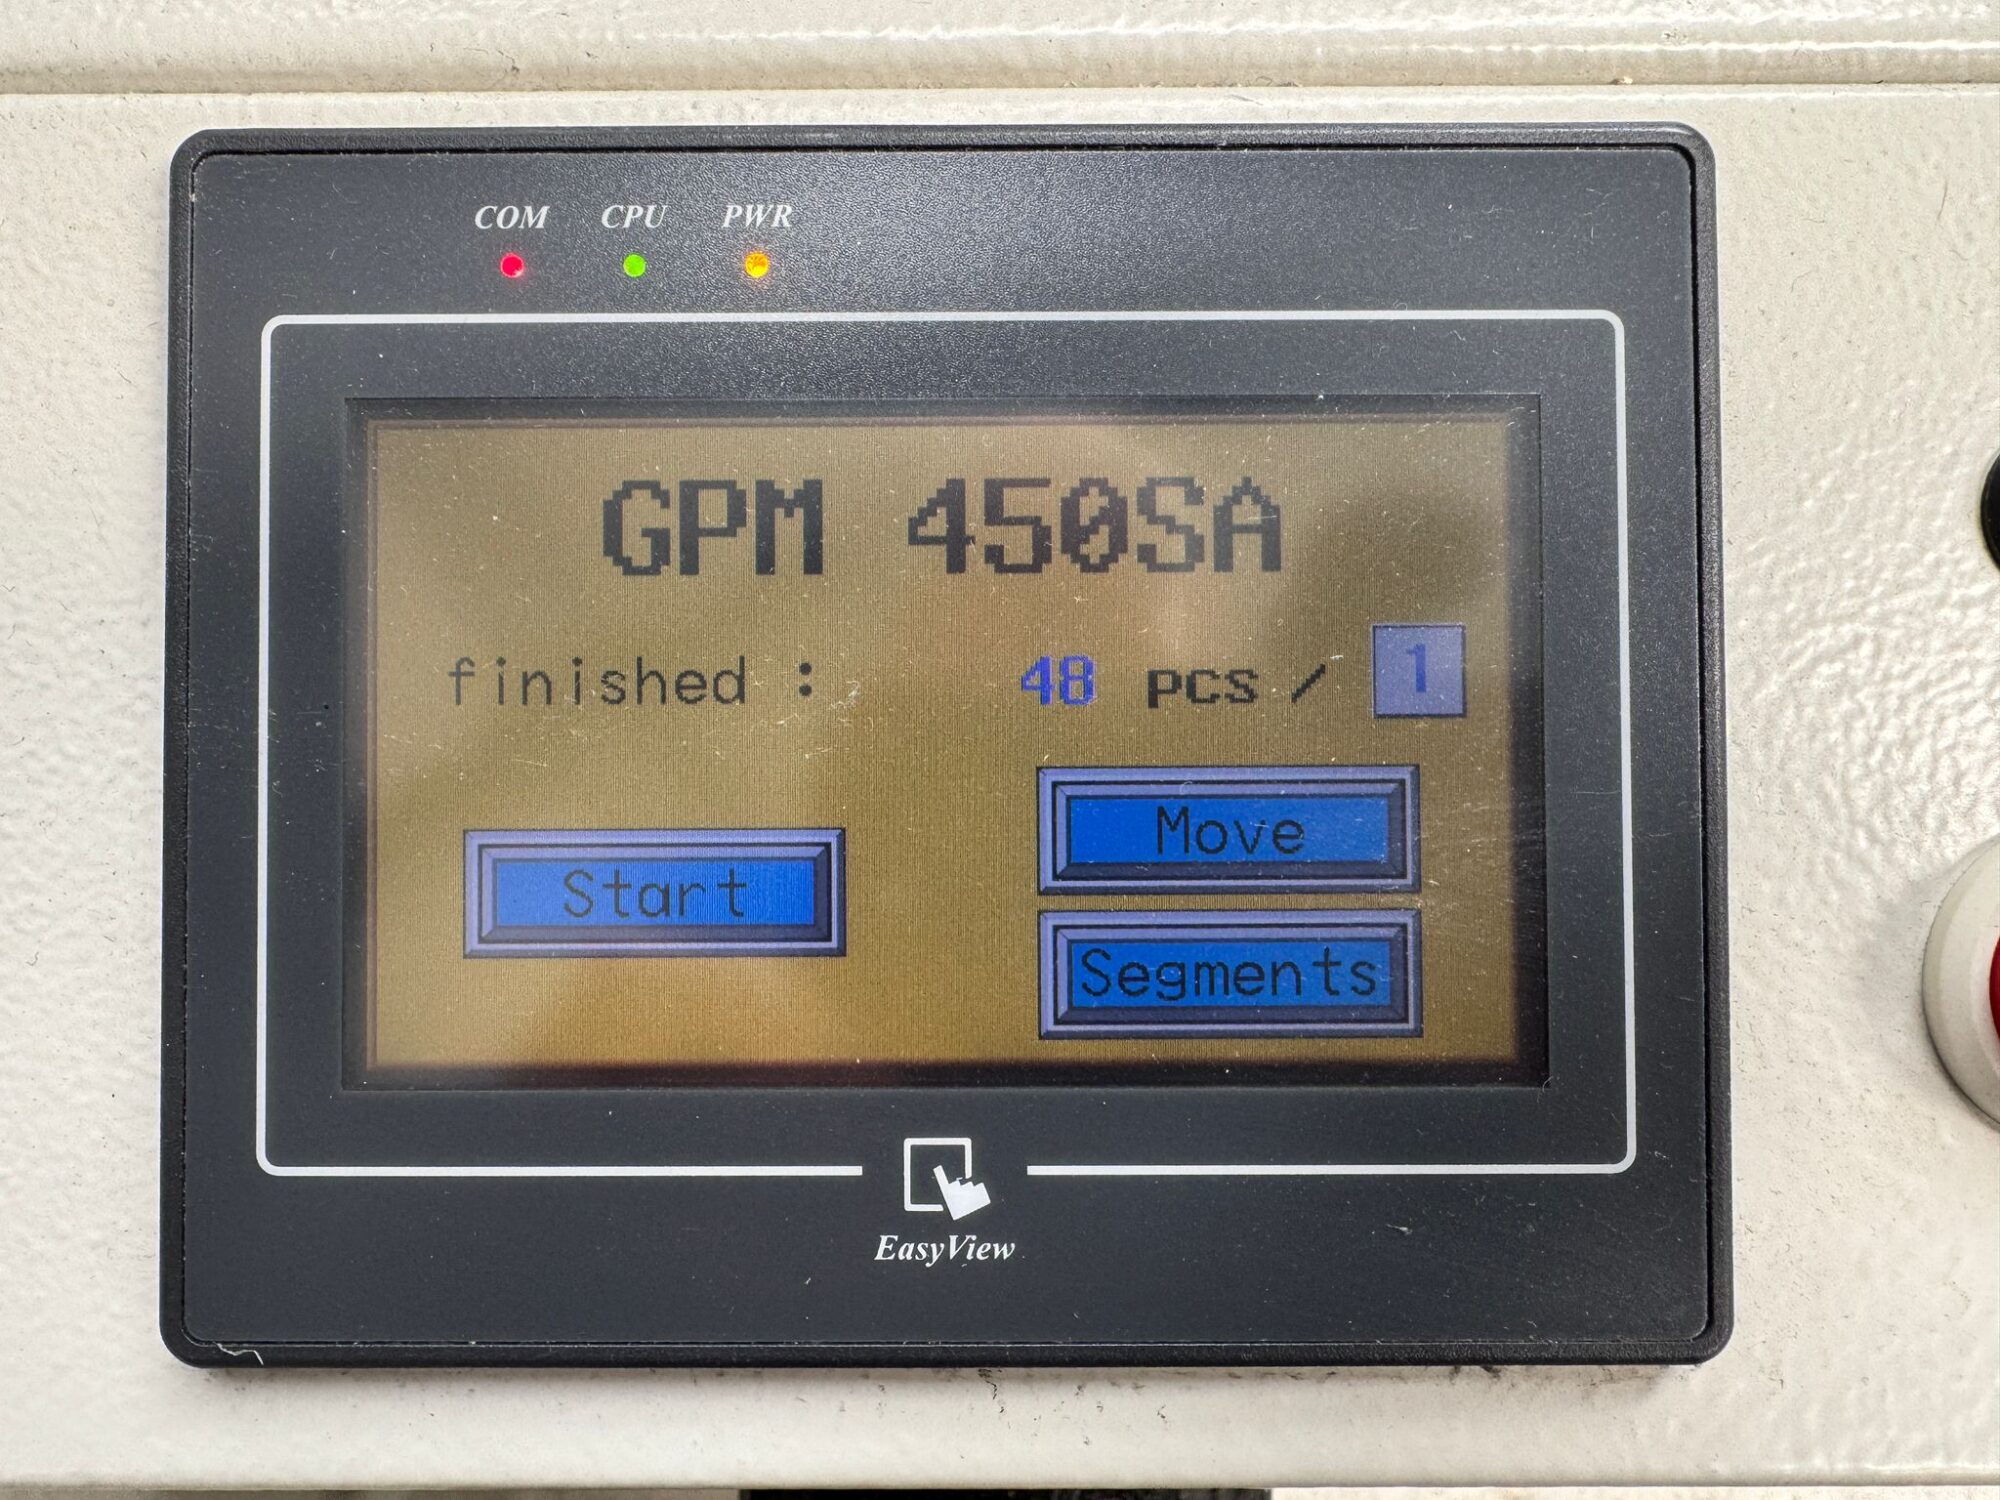 COM CPU PWR
GPM 450SA
finished : 48 PCS / 1
Move
Start
Segments
EasyView